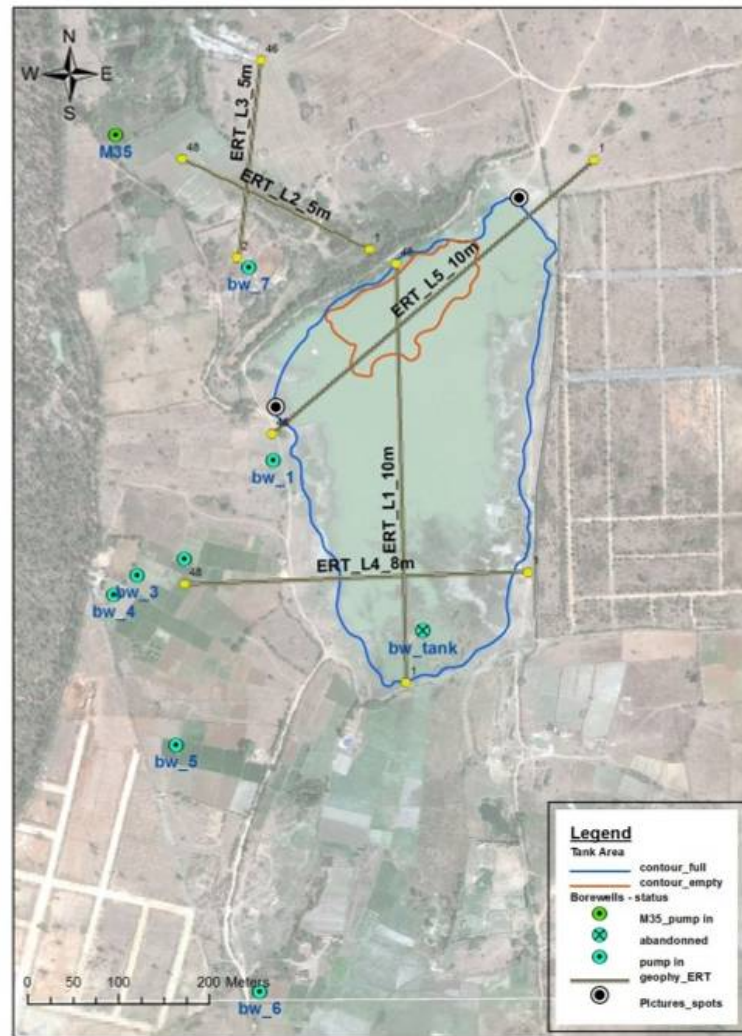 N
W E
S
46
ERT_L3_5m
M35
48
ERT_L2_5m
1
1
2
bw_7
48
ERT_L5_10m
bw_1
ERT_L1_10m
ERT_L4_8m
1
48
bw_3
bw_4
bw_tank
1
bw_5
bw_6
0 100 200 Meters
Legend
Tank Area
contour_full
contour_empty
Borewells - status
M35_pump in
abandonned
pump in
geophy_ERT
Pictures_spots